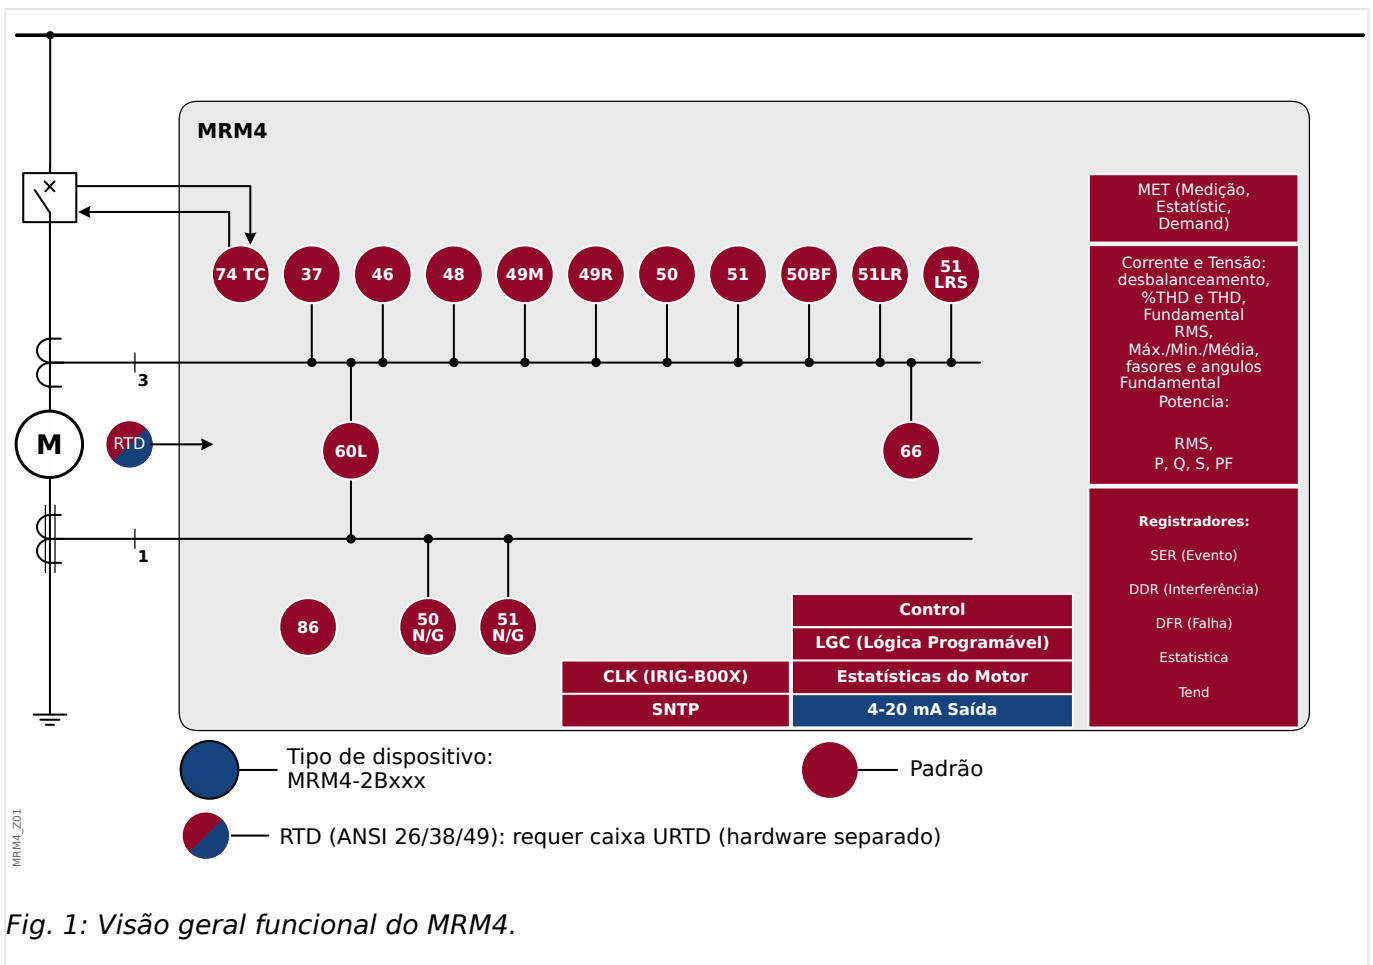 MRM4
MET (Medição,
Estatístic,
Demand)
74 TC
37
46
48
49M
49R
50
51
50BF
51LR
51
LRS
Corrente e Tensão:
desbalanceamento,
%THD e THD,
Fundamental
RMS,
Máx./Min./Média,
fasores e angulos
Fundamental
Potencia:
RMS,
P, Q, S, PF
3
M
RTD
60L
66
1
Registradores:
SER (Evento)
DDR (Interferência)
DFR (Falha)
Estatistica
Tend
86
50
N/G
51
N/G
Control
LGC (Lógica Programável)
CLK (IRIG-B00X)
Estatísticas do Motor
SNTP
4-20 mA Saída
Tipo de dispositivo:
MRM4-2Bxxx
Padrão
RTD (ANSI 26/38/49): requer caixa URTD (hardware separado)
MRM4_Z01
Fig. 1: Visão geral funcional do MRM4.